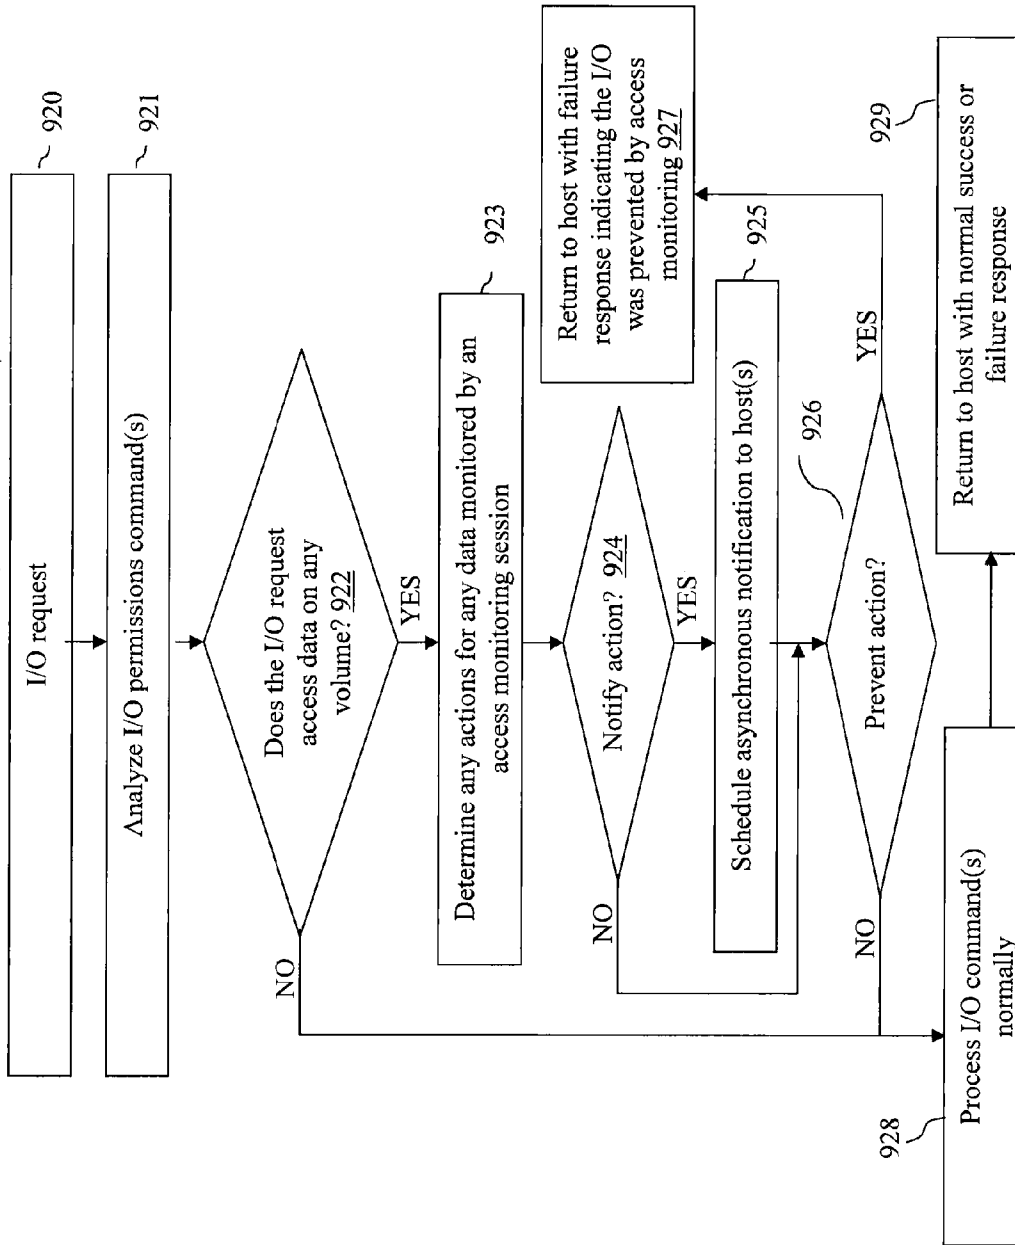 I/O request
920
Analyze I/O permissions command(s)
921
Does the I/O request
access data on any
volume? 922
NO
YES
Determine any actions for any data monitored by an
access monitoring session
923
Notify action? 924
NO
YES
Return to host with failure
response indicating the I/O
was prevented by access
monitoring 927
Schedule asynchronous notification to host(s)
925
Prevent action?
926
NO
YES
928
Process I/O command(s)
normally
Return to host with normal success or
failure response
929